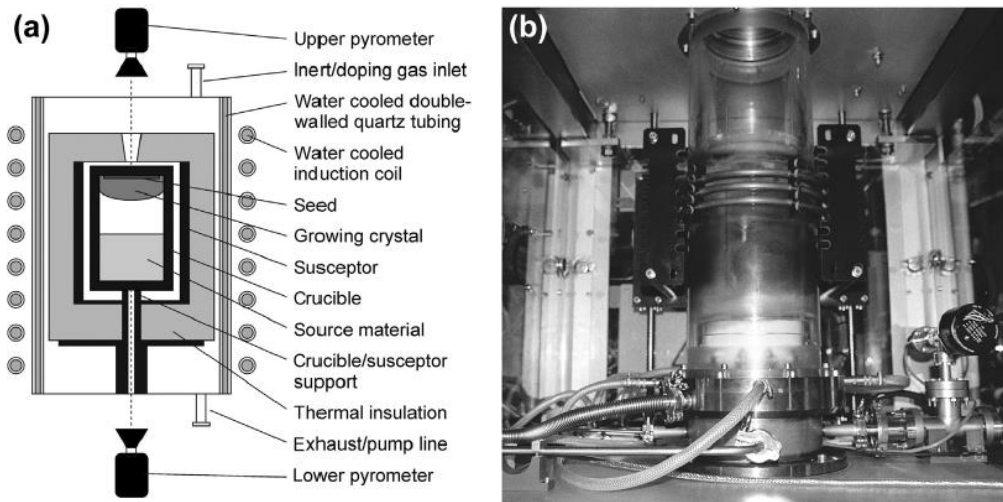 (a)
Upper pyrometer
Inert/doping gas inlet
Water cooled double-
walled quartz tubing
Water cooled
induction coil
Seed
Growing crystal
Susceptor
Crucible
Source material
Crucible/susceptor
support
Thermal insulation
Exhaust/pump line
Lower pyrometer
(b)